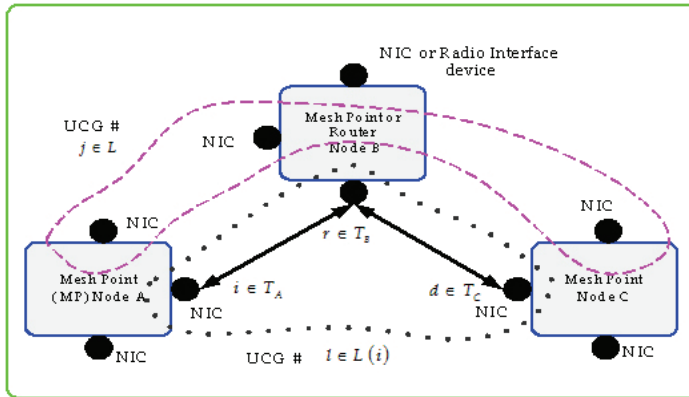 NIC or Radio Interface
device
UCG #
j ∈ L
NIC
Mesh Point or
Router
Node B
NIC
NIC
r ∈ T_B
Mesh Point
(MP) Node A
i ∈ T_A
d ∈ T_C
Mesh Point
Node C
NIC
NIC
NIC
UCG # l ∈ L (i)
NIC